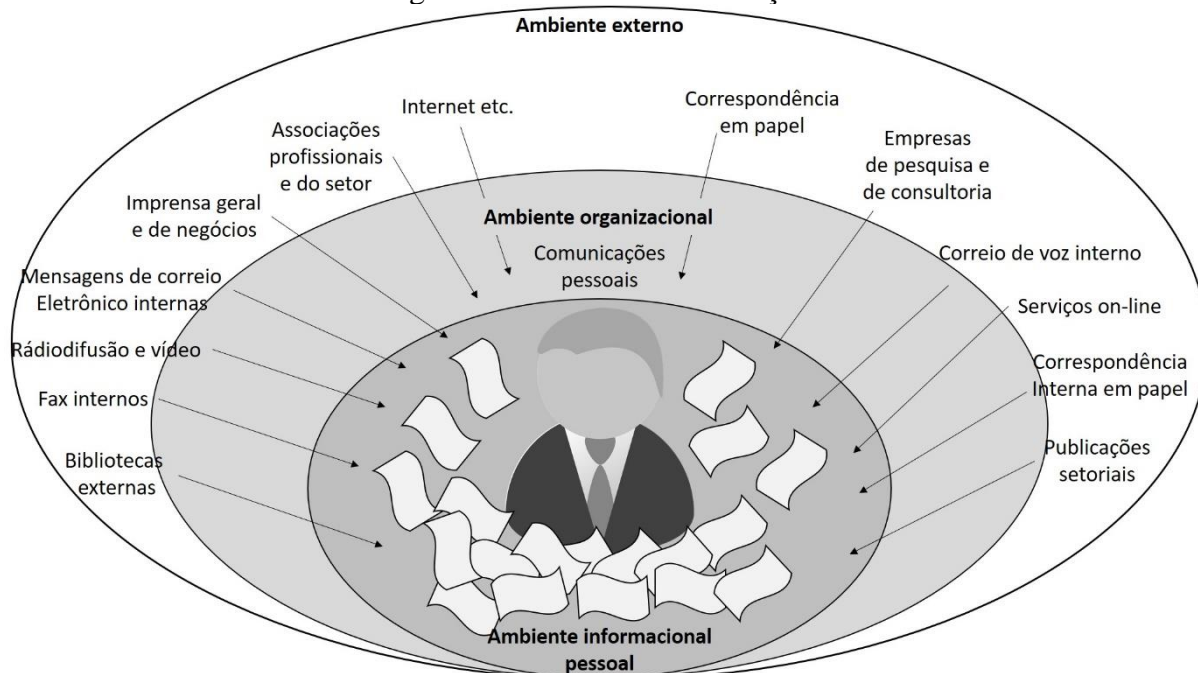 Ambiente externo
Internet etc.
Correspondência
em papel
Associações
profissionais
e do setor
Empresas
de pesquisa e
de consultoria
Imprensa geral
e de negócios
Ambiente organizacional
Comunicações
pessoais
Correio de voz interno
Mensagens de correio
Eletrônico internas
Serviços on-line
Rádiodifusão e vídeo
Correspondência
Interna em papel
Fax internos
Publicações
setoriais
Bibliotecas
externas
Ambiente informacional
pessoal